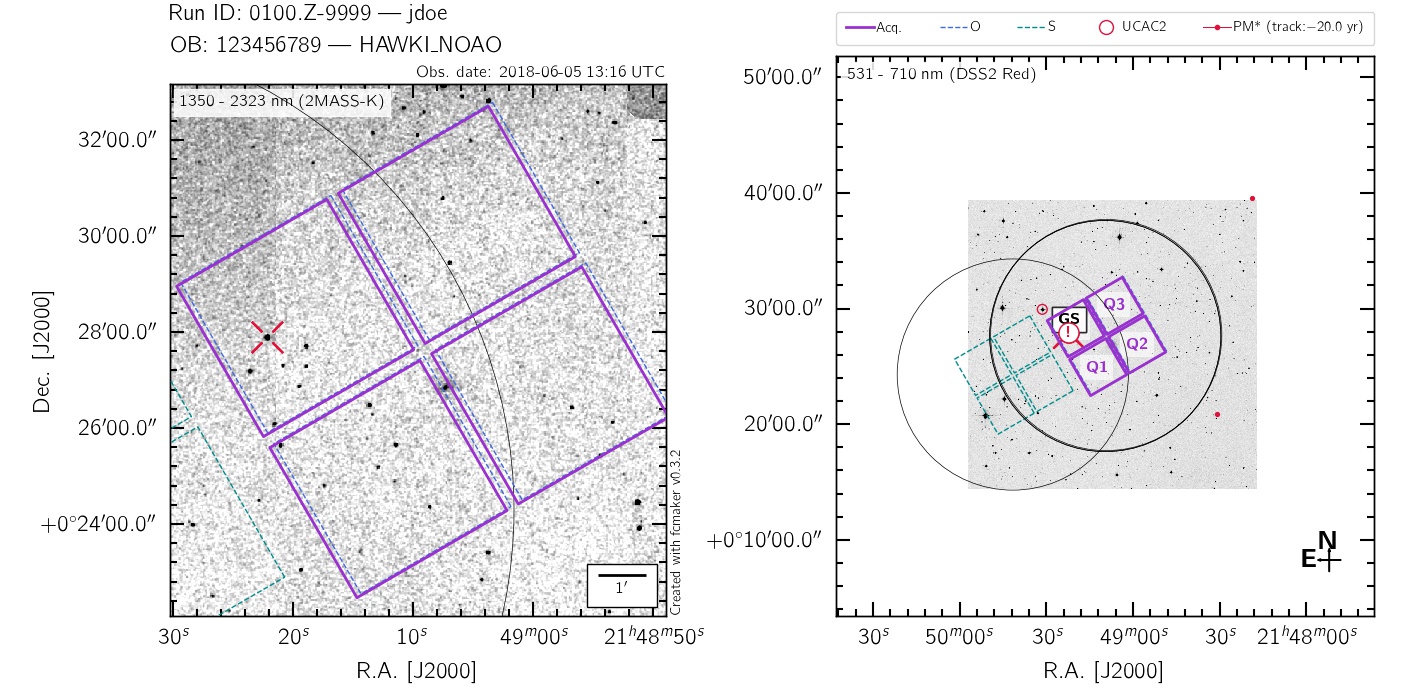 Run ID: 0100.Z-9999 — jdoe
OB: 123456789 — HAWKI_NOAO
Obs. date: 2018-06-05 13:16 UTC
1350 - 2323 nm (2MASS-K)
32′00.0″
30′00.0″
28′00.0″
26′00.0″
+0°24′00.0″
Dec. [J2000]
1′
Created with fcmaker v0.3.2
30ˢ 20ˢ 10ˢ 49ᵐ00ˢ 21ʰ48ᵐ50ˢ
R.A. [J2000]
Acq. O S UCAC2 PM* (track:−20.0 yr)
531 - 710 nm (DSS2 Red)
50′00.0″
40′00.0″
30′00.0″
20′00.0″
+0°10′00.0″
GS
!
Q3
Q2
Q1
N
E
30ˢ 50ᵐ00ˢ 30ˢ 49ᵐ00ˢ 30ˢ 21ʰ48ᵐ00ˢ
R.A. [J2000]